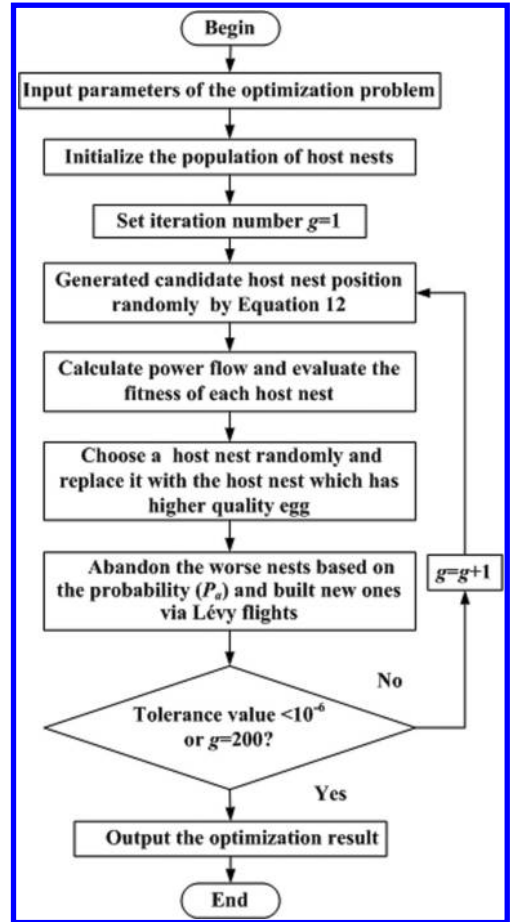 Begin
Input parameters of the optimization problem
Initialize the population of host nests
Set iteration number g=1
Generated candidate host nest position
randomly by Equation 12
Calculate power flow and evaluate the
fitness of each host nest
Choose a host nest randomly and
replace it with the host nest which has
higher quality egg
Abandon the worse nests based on
the probability (Pa) and built new ones
via Lévy flights
g=g+1
No
Tolerance value <10⁻⁶
or g=200?
Yes
Output the optimization result
End